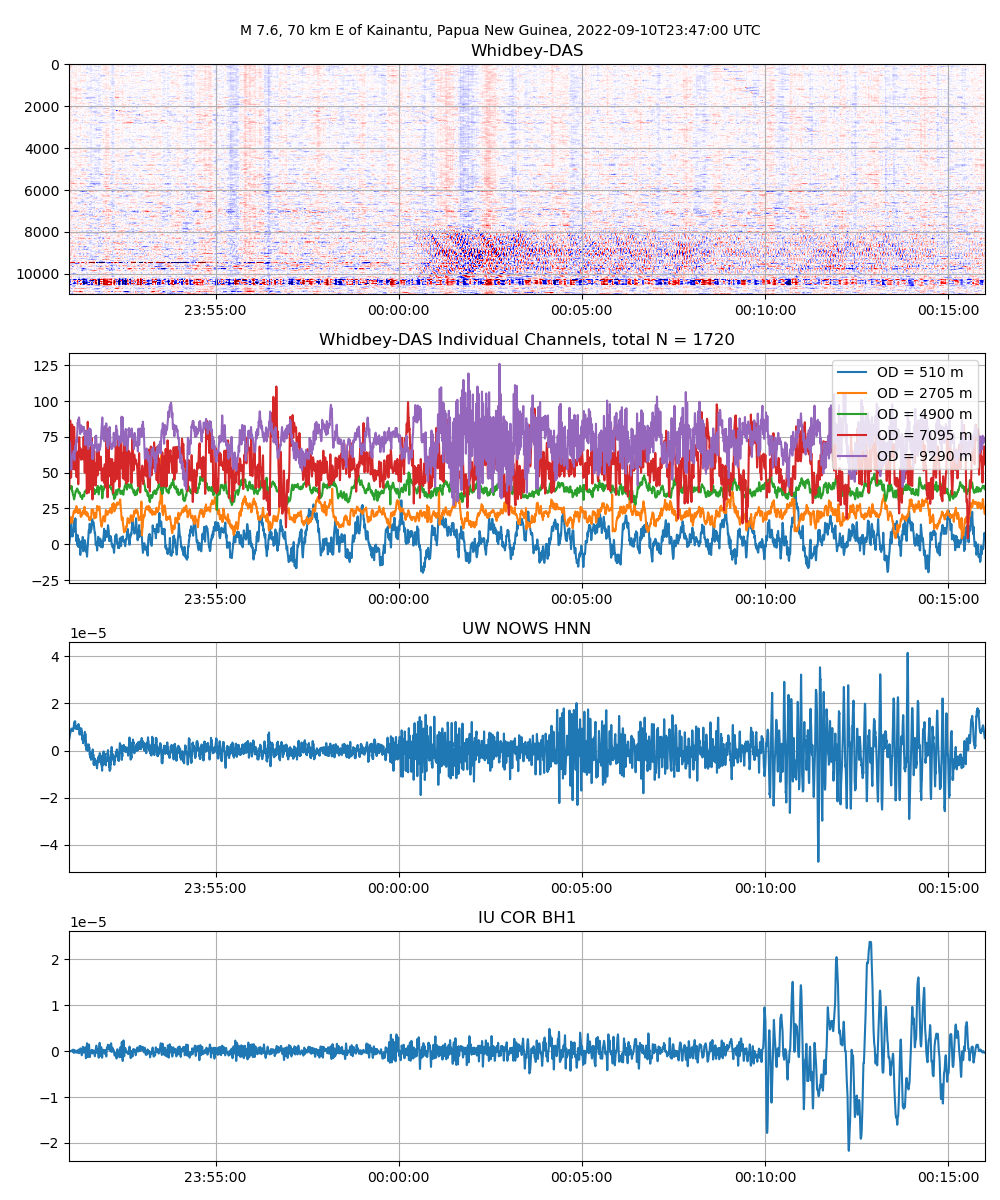 M 7.6, 70 km E of Kainantu, Papua New Guinea, 2022-09-10T23:47:00 UTC
Whidbey-DAS
0
2000
4000
6000
8000
10000
23:55:00 00:00:00 00:05:00 00:10:00 00:15:00
Whidbey-DAS Individual Channels, total N = 1720
125
100
75
50
25
0
−25
OD = 510 m
OD = 2705 m
OD = 4900 m
OD = 7095 m
OD = 9290 m
23:55:00 00:00:00 00:05:00 00:10:00 00:15:00
UW NOWS HNN
1e−5
4
2
0
−2
−4
23:55:00 00:00:00 00:05:00 00:10:00 00:15:00
IU COR BH1
1e−5
2
1
0
−1
−2
23:55:00 00:00:00 00:05:00 00:10:00 00:15:00